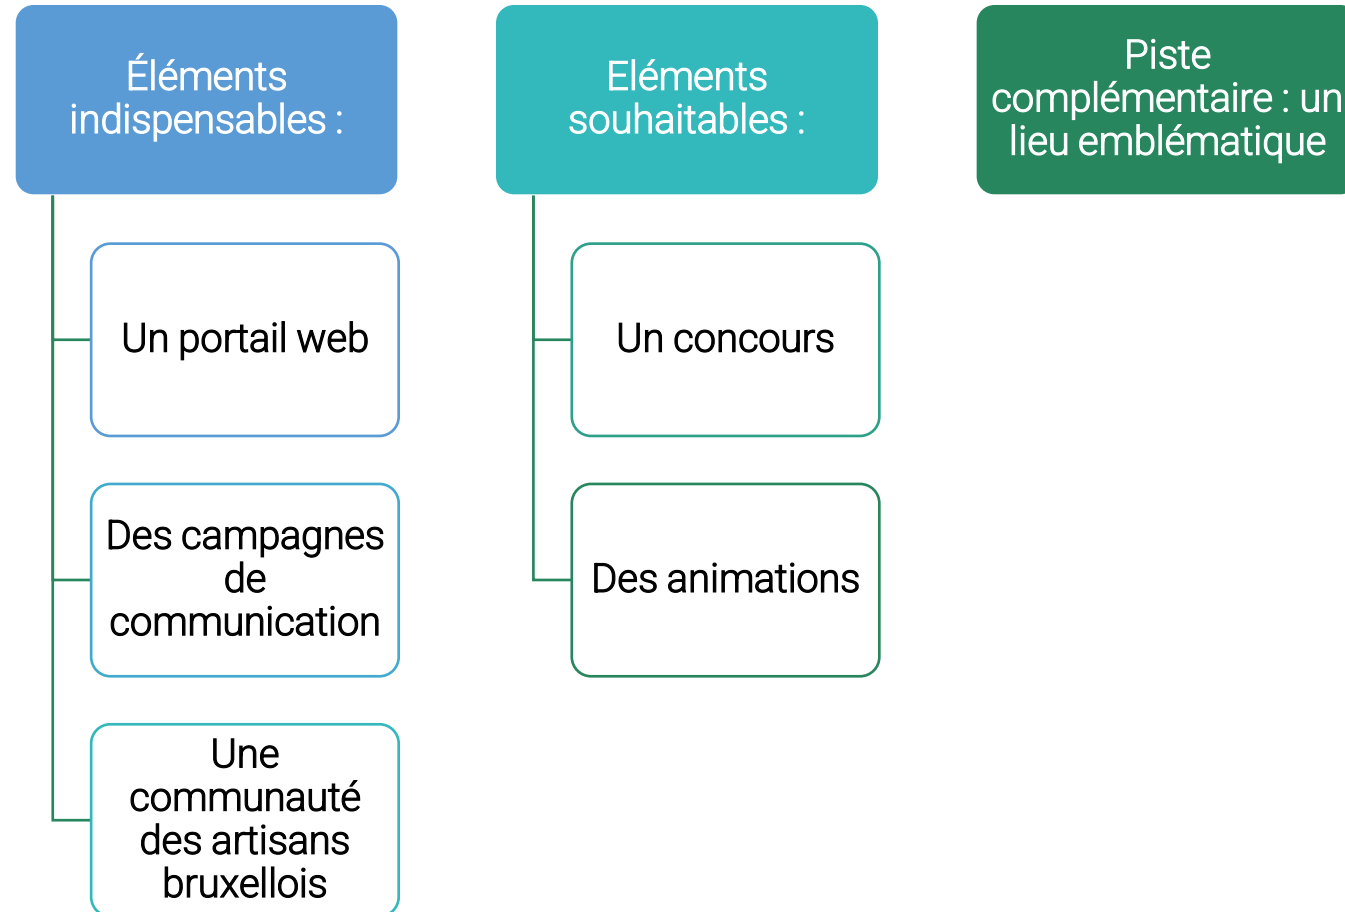 Éléments
indispensables :
Un portail web
Des campagnes
de
communication
Une
communauté
des artisans
bruxellois
Eléments
souhaitables :
Un concours
Des animations
Piste
complémentaire : un
lieu emblématique